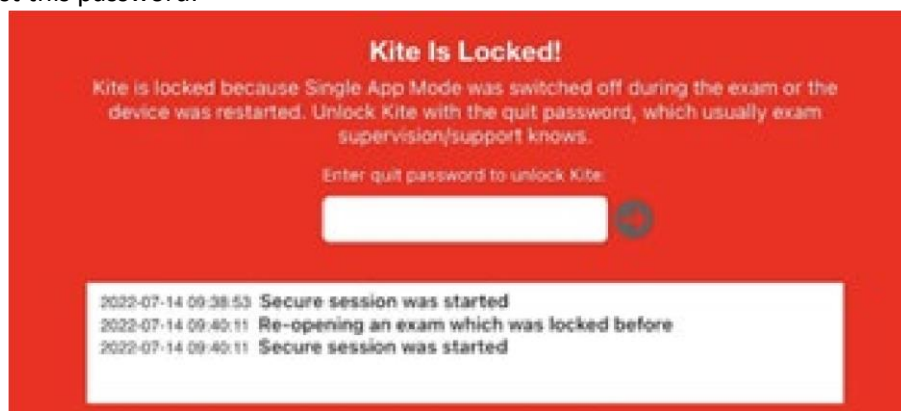 this password.
Kite Is Locked!
Kite is locked because Single App Mode was switched off during the exam or the
device was restarted. Unlock Kite with the quit password, which usually exam
supervision/support knows.
Enter quit password to unlock Kite:
2022-07-14 09:38:53 Secure session was started
2022-07-14 09:40:11 Re-opening an exam which was locked before
2022-07-14 09:40:11 Secure session was started